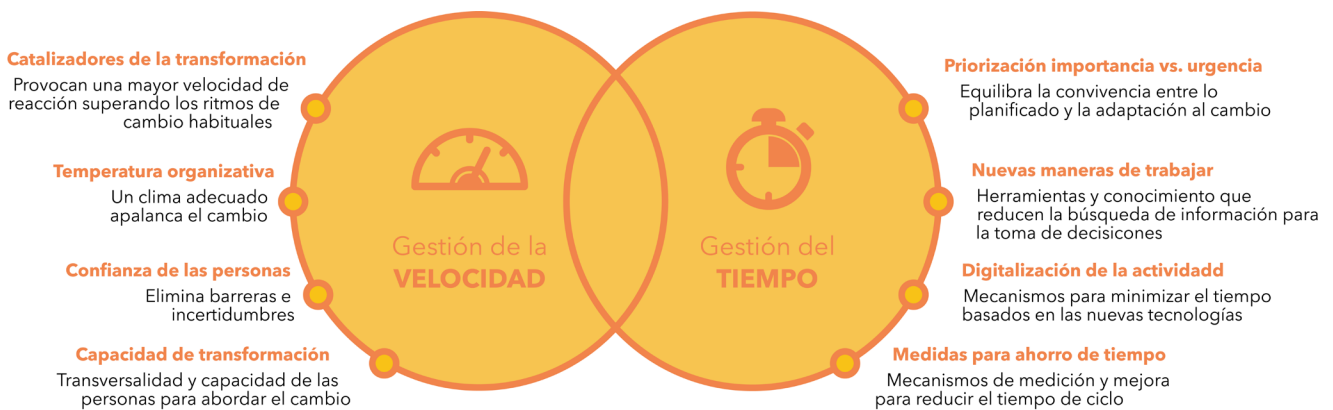 Catalizadores de la transformación
Provocan una mayor velocidad de
reacción superando los ritmos de
cambio habituales
Temperatura organizativa
Un clima adecuado
apalanca el cambio
Confianza de las personas
Elimina barreras e
incertidumbres
Capacidad de transformación
Transversalidad y capacidad de las
personas para abordar el cambio
Gestión de la
VELOCIDAD
Gestión del
TIEMPO
Priorización importancia vs. urgencia
Equilibra la convivencia entre lo
planificado y la adaptación al cambio
Nuevas maneras de trabajar
Herramientas y conocimiento que
reducen la búsqueda de información para
la toma de decisicones
Digitalización de la actividadd
Mecanismos para minimizar el tiempo
basados en las nuevas tecnologías
Medidas para ahorro de tiempo
Mecanismos de medición y mejora
para reducir el tiempo de ciclo